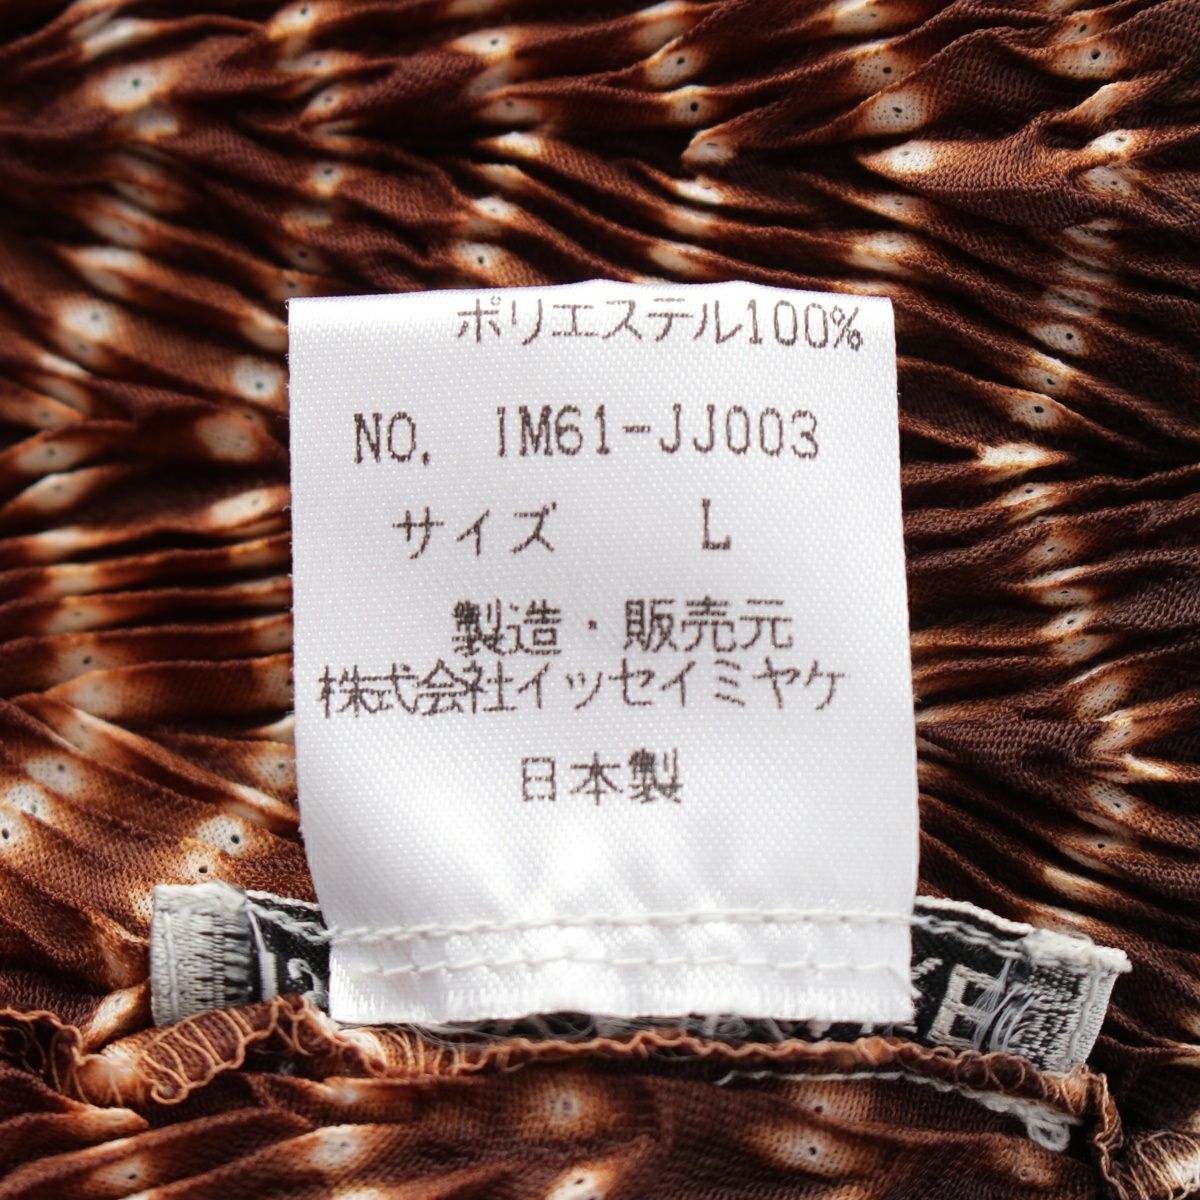 ポリエステル100%
NO. IM61-JJ003
サイズ L
製造・販売元
株式会社イッセイミヤケ
日本製